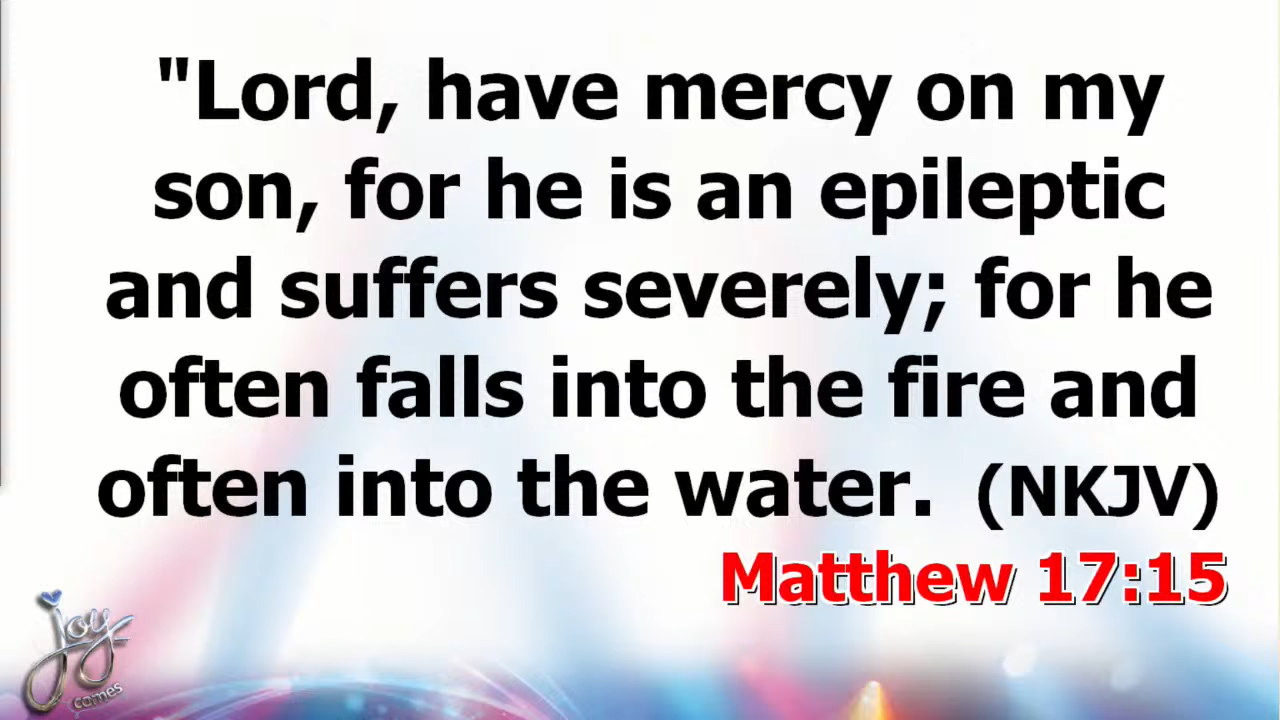 "Lord, have mercy on my
son, for he is an epileptic
and suffers severely; for he
often falls into the fire and
often into the water. (NKJV)
Matthew 17:15
joy
comes